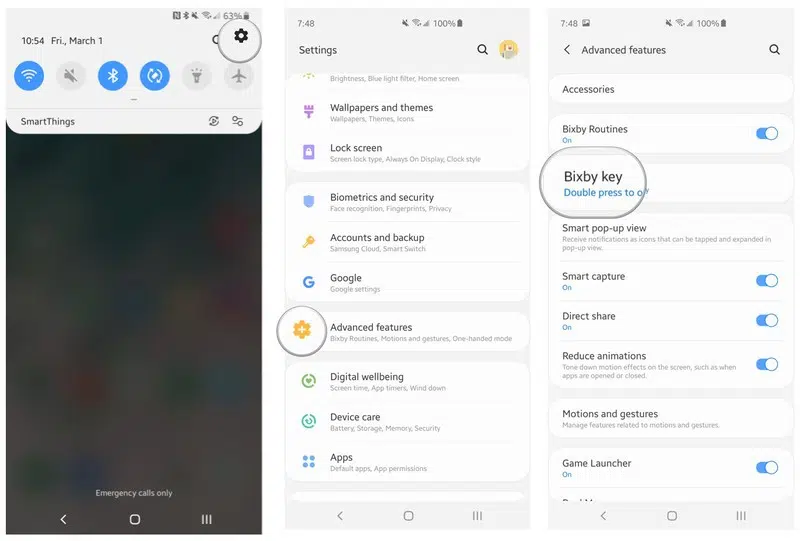 63%
10:54 Fri., March 1
SmartThings
Emergency calls only
7:48
100%
Settings
Brightness, Blue light filter, Home screen
Wallpapers and themes
Wallpapers, Themes, Icons
Lock screen
Screen lock type, Always On Display, Clock style
Biometrics and security
Face recognition, Fingerprints, Privacy
Accounts and backup
Samsung Cloud, Smart Switch
Google
Google settings
Advanced features
Bixby Routines, Motions and gestures, One-handed mode
Digital wellbeing
Screen time, App timers, Wind down
Device care
Battery, Storage, Memory, Security
Apps
Default apps, App permissions
7:48
100%
Advanced features
Accessories
Bixby Routines
On
Bixby key
Double press to
Smart pop-up view
Receive notifications as icons that can be tapped and expanded in
pop-up view.
Smart capture
On
Direct share
On
Reduce animations
Tone down motion effects on the screen, such as when
apps are opened or closed.
Motions and gestures
Manage features related to motions and gestures.
Game Launcher
On